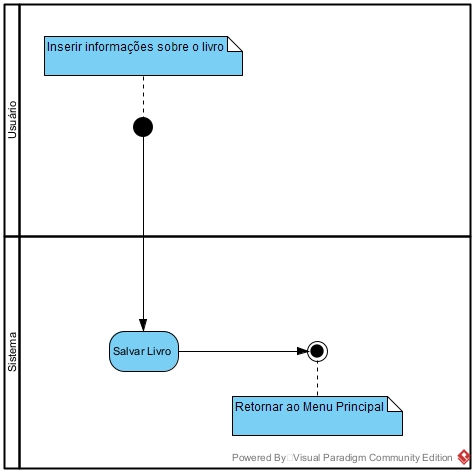 Usuário
Inserir informações sobre o livro
Sistema
Salvar Livro
Retornar ao Menu Principal
Powered By Visual Paradigm Community Edition